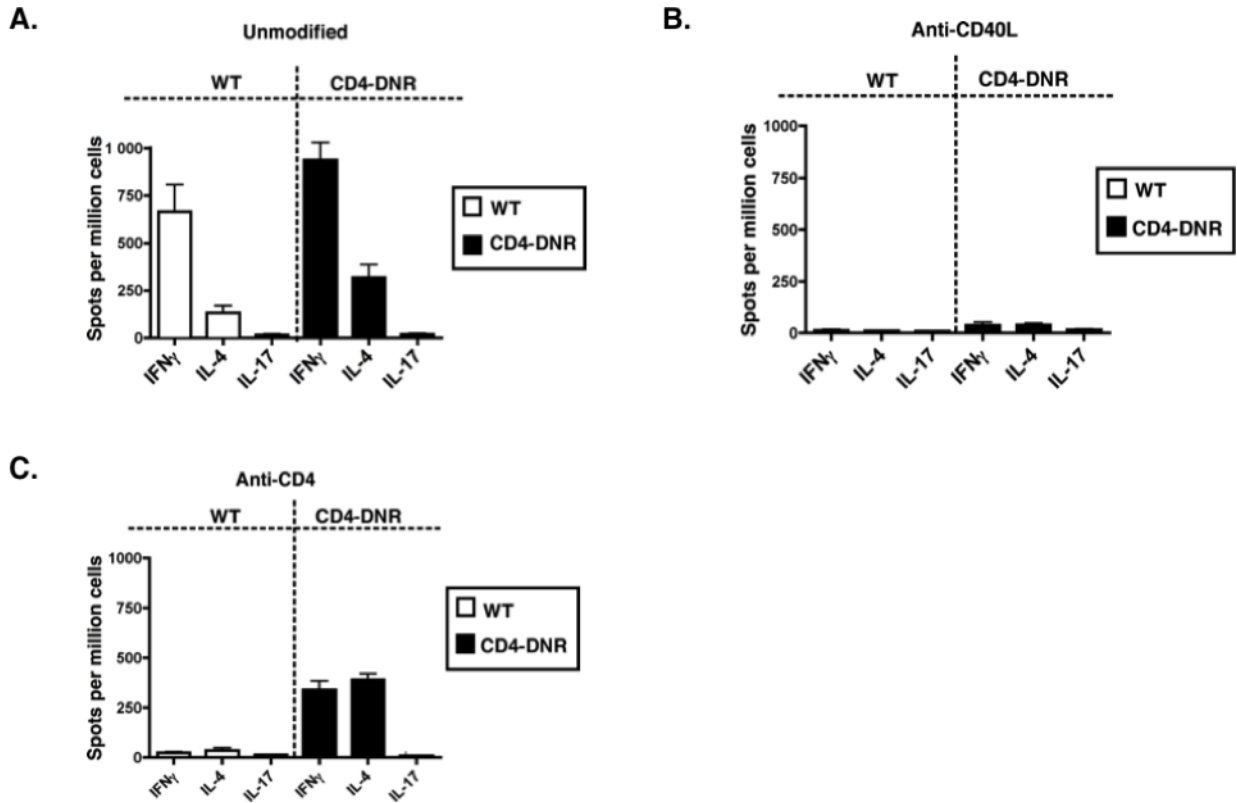 A.
Unmodified
WT CD4-DNR
Spots per million cells
1 000
750
500
250
0
IFNγ IL-4 IL-17 IFNγ IL-4 IL-17
WT
CD4-DNR
B.
Anti-CD40L
WT CD4-DNR
Spots per million cells
1000
750
500
250
0
IFNγ IL-4 IL-17 IFNγ IL-4 IL-17
WT
CD4-DNR
C.
Anti-CD4
WT CD4-DNR
Spots per million cells
1000
750
500
250
0
IFNγ IL-4 IL-17 IFNγ IL-4 IL-17
WT
CD4-DNR